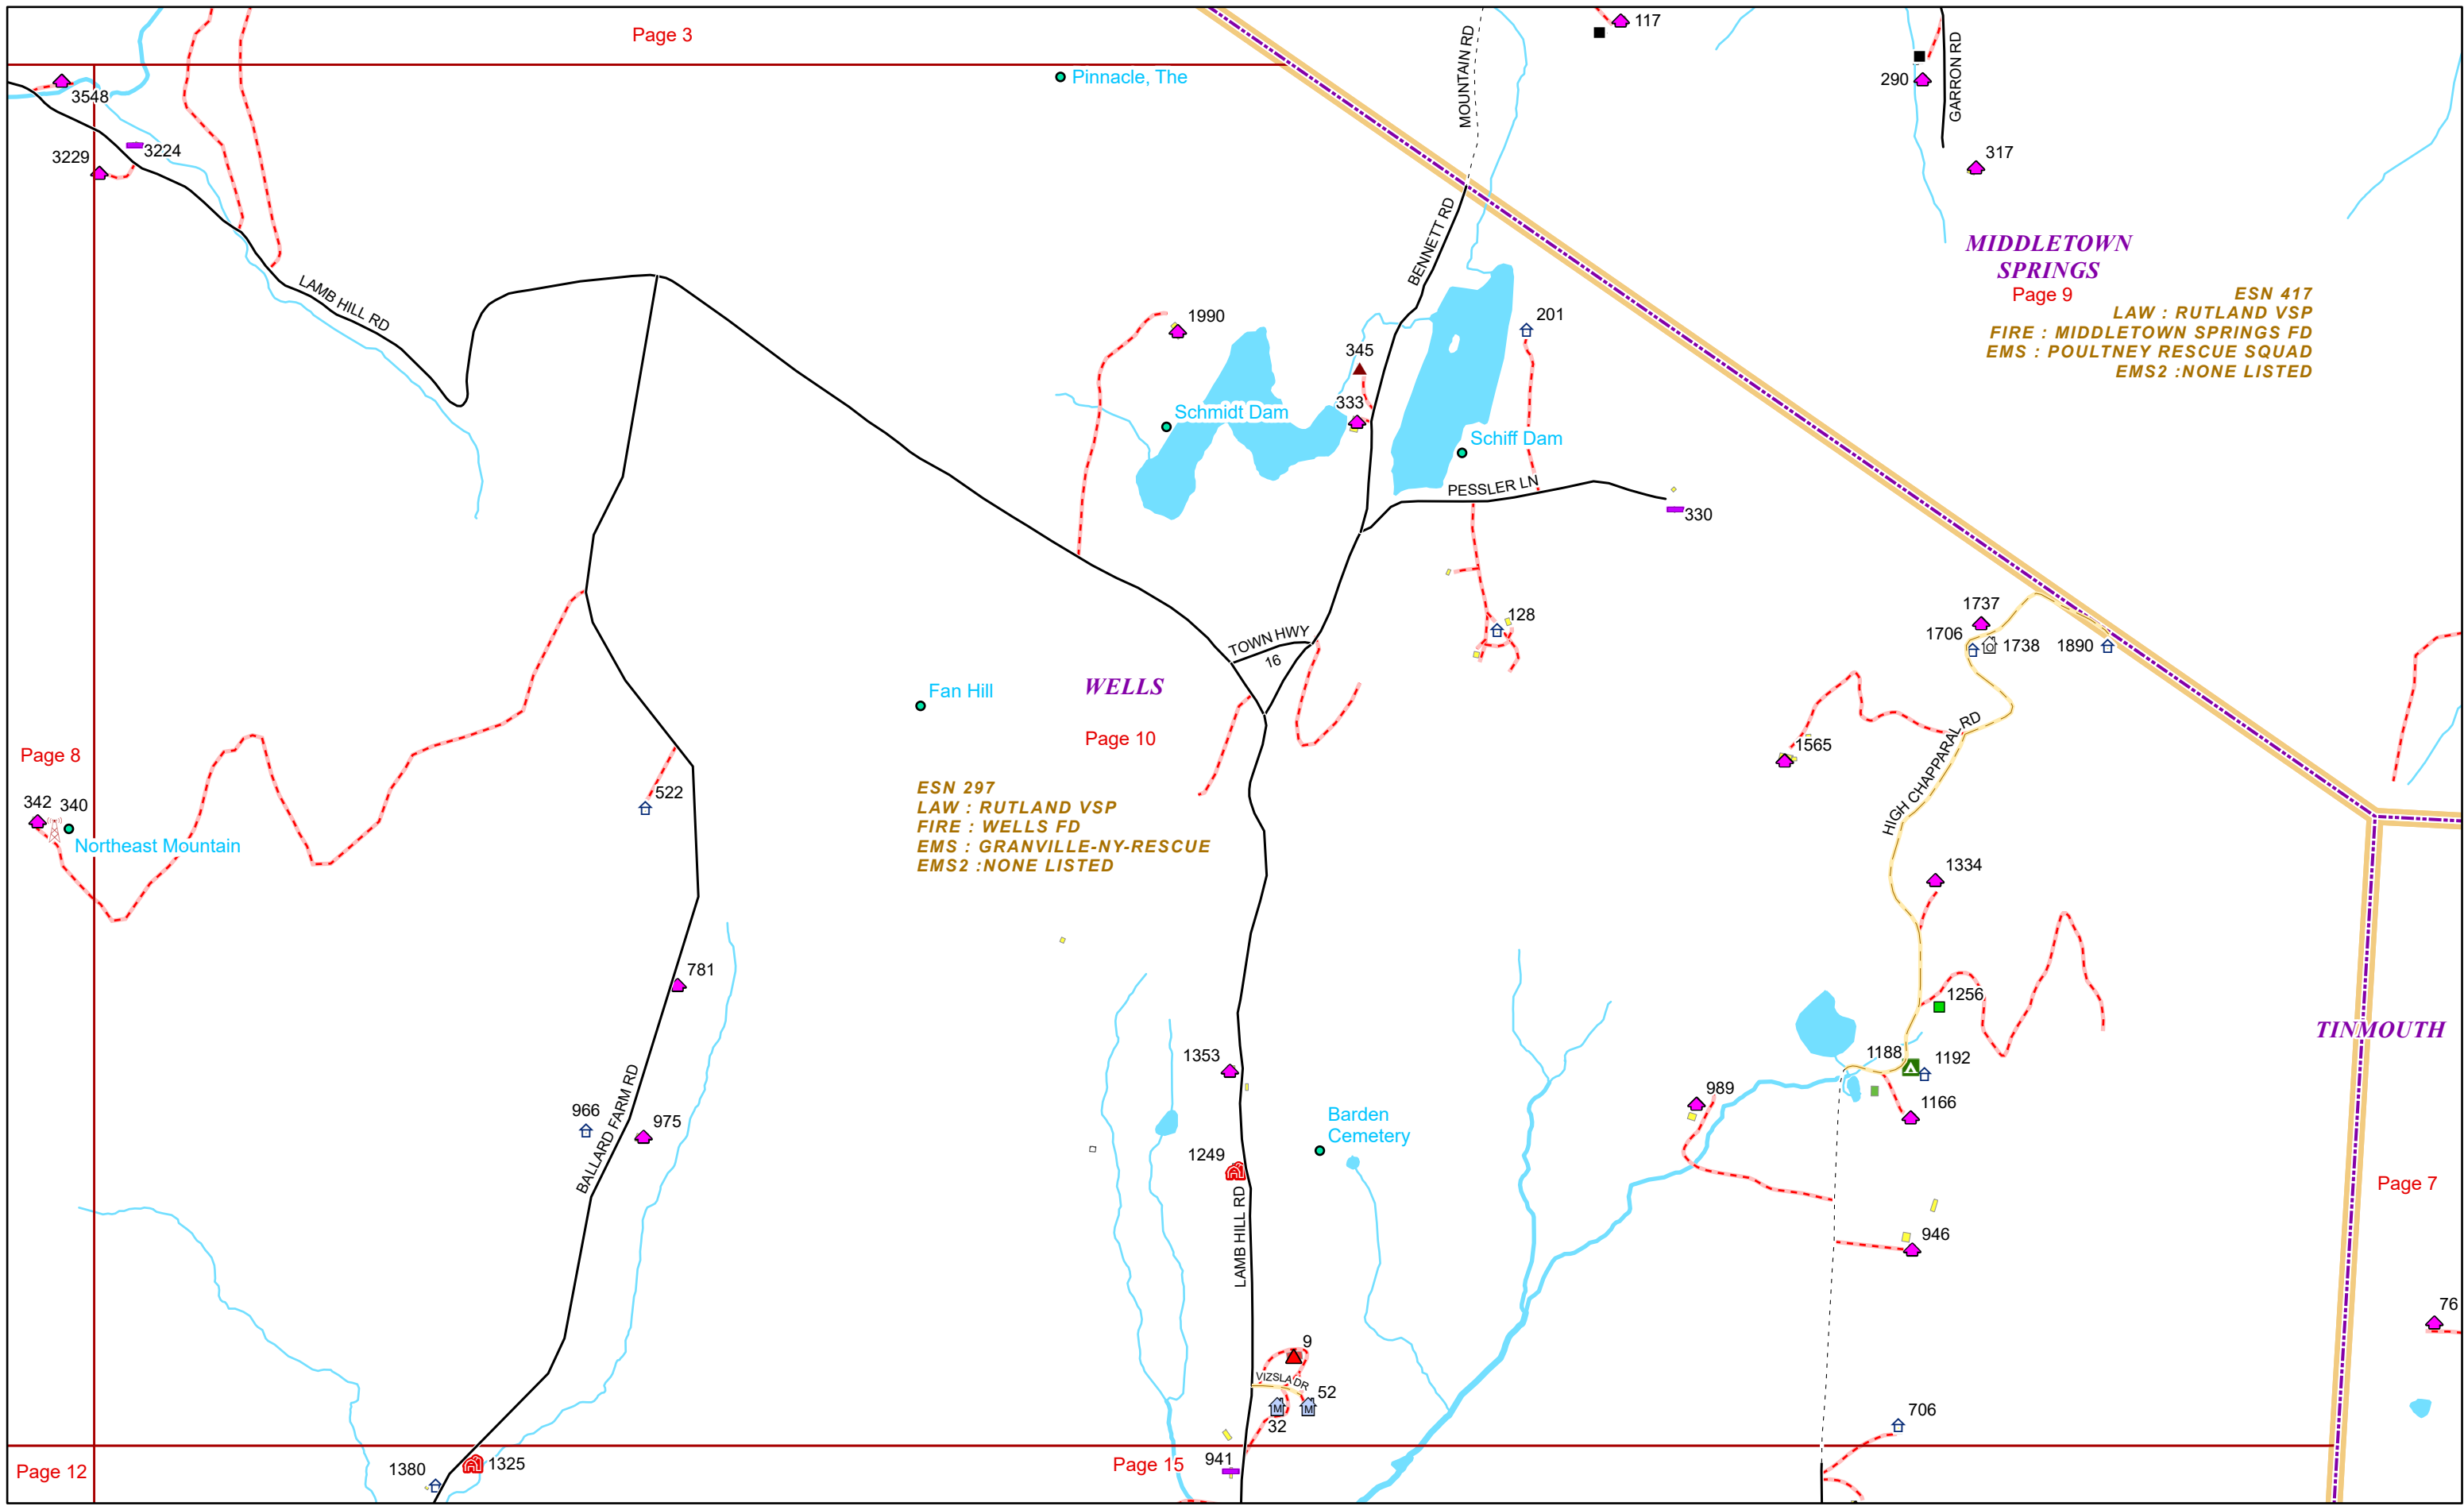 Page 3
117
MOUNTAIN RD
Pinnacle, The
GARRON RD
290
3548
3229
3224
317
MIDDLETOWN
SPRINGS
Page 9
ESN 417
LAW : RUTLAND VSP
FIRE : MIDDLETOWN SPRINGS FD
EMS : POULTNEY RESCUE SQUAD
EMS2 :NONE LISTED
LAMB HILL RD
BENNETT RD
1990
201
345
333
Schmidt Dam
Schiff Dam
PESSLER LN
330
128
TOWN HWY
16
1737
1706
1738
1890
WELLS
Fan Hill
Page 10
HIGH CHAPPARAL RD
1565
Page 8
522
342
340
Northeast Mountain
ESN 297
LAW : RUTLAND VSP
FIRE : WELLS FD
EMS : GRANVILLE-NY-RESCUE
EMS2 :NONE LISTED
1334
781
1256
TINMOUTH
1353
1188
1192
989
1166
966
975
BALLARD FARM RD
Barden
Cemetery
1249
LAMB HILL RD
Page 7
946
76
9
VIZSLA DR
52
M
M
32
706
Page 12
1380
1325
Page 15
941